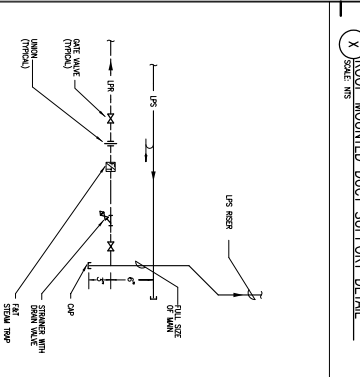 X
ROOF MOUNTED DUCT SUPPORT DETAIL
SCALE: NTS
LPS RISER
LPS
FULL SIZE
OF MAIN
LPR
6"
3"
GATE VALVE
(TYPICAL)
UNION
(TYPICAL)
CAP
STRAINER WITH
DRAIN VALVE
F&T
STEAM TRAP